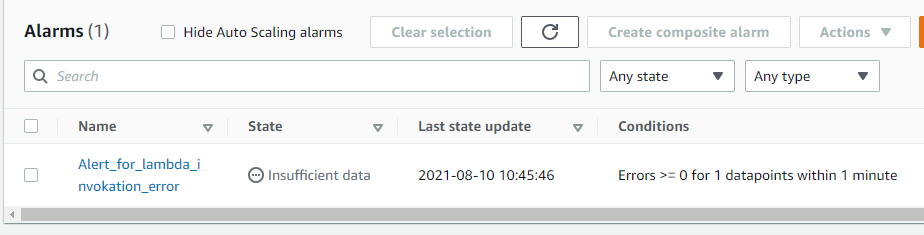 Alarms (1)
Hide Auto Scaling alarms
Clear selection
Create composite alarm
Actions
Search
Any state
Any type
Name
State
Last state update
Conditions
Alert_for_lambda_i
nvokation_error
Insufficient data
2021-08-10 10:45:46
Errors >= 0 for 1 datapoints within 1 minute